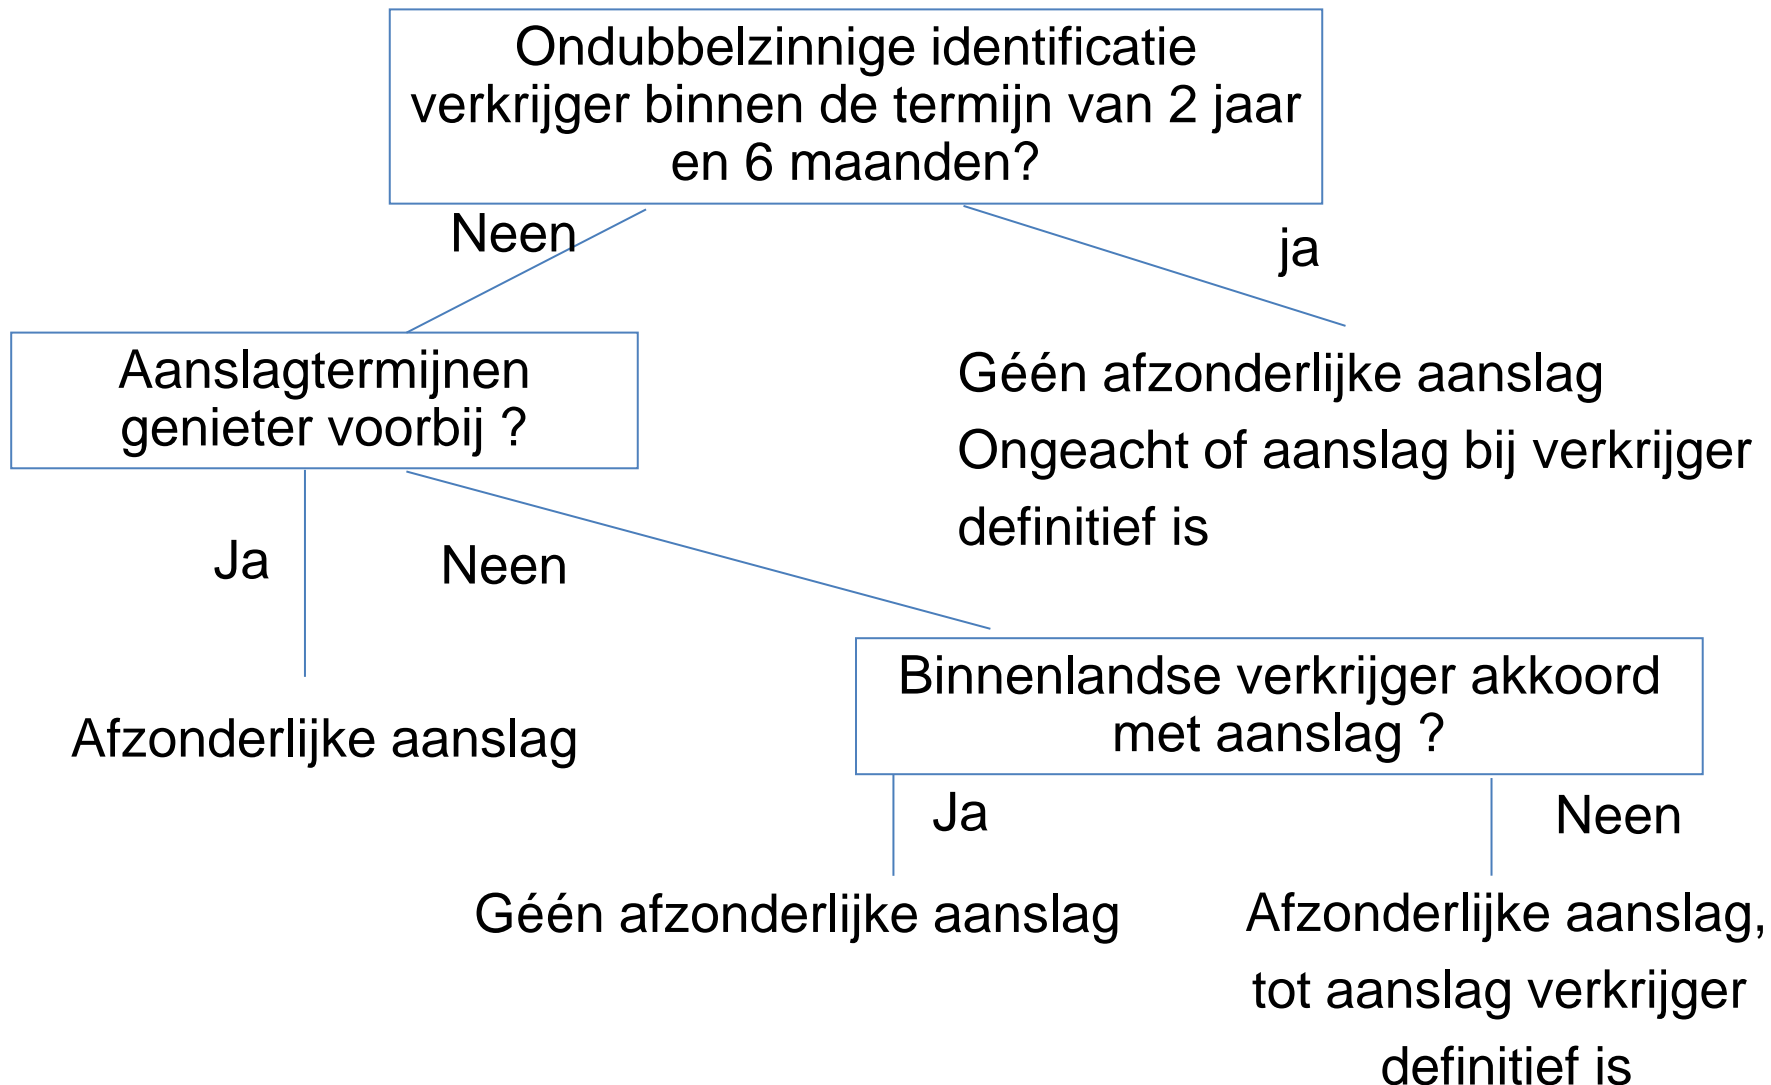 Ondubbelzinnige identificatie
verkrijger binnen de termijn van 2 jaar
en 6 maanden?
Neen
ja
Aanslagtermijnen
genieter voorbij ?
Géén afzonderlijke aanslag
Ongeacht of aanslag bij verkrijger
definitief is
Ja
Neen
Afzonderlijke aanslag
Binnenlandse verkrijger akkoord
met aanslag ?
Ja
Neen
Géén afzonderlijke aanslag
Afzonderlijke aanslag,
tot aanslag verkrijger
definitief is